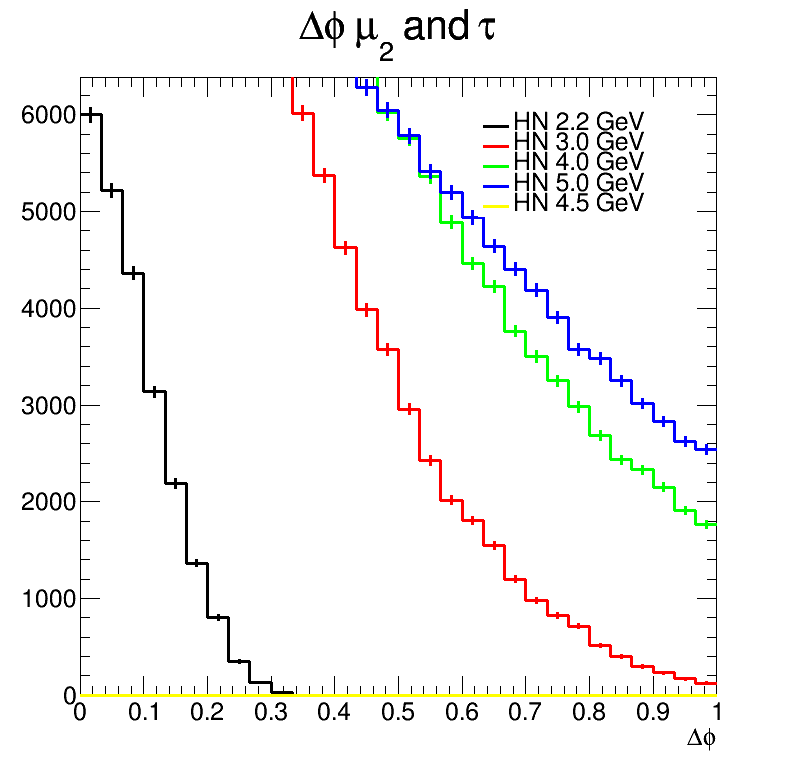 Δϕ μ₂ and τ
HN 2.2 GeV
HN 3.0 GeV
HN 4.0 GeV
HN 5.0 GeV
HN 4.5 GeV
6000
5000
4000
3000
2000
1000
0
0 0.1 0.2 0.3 0.4 0.5 0.6 0.7 0.8 0.9 1
Δϕ